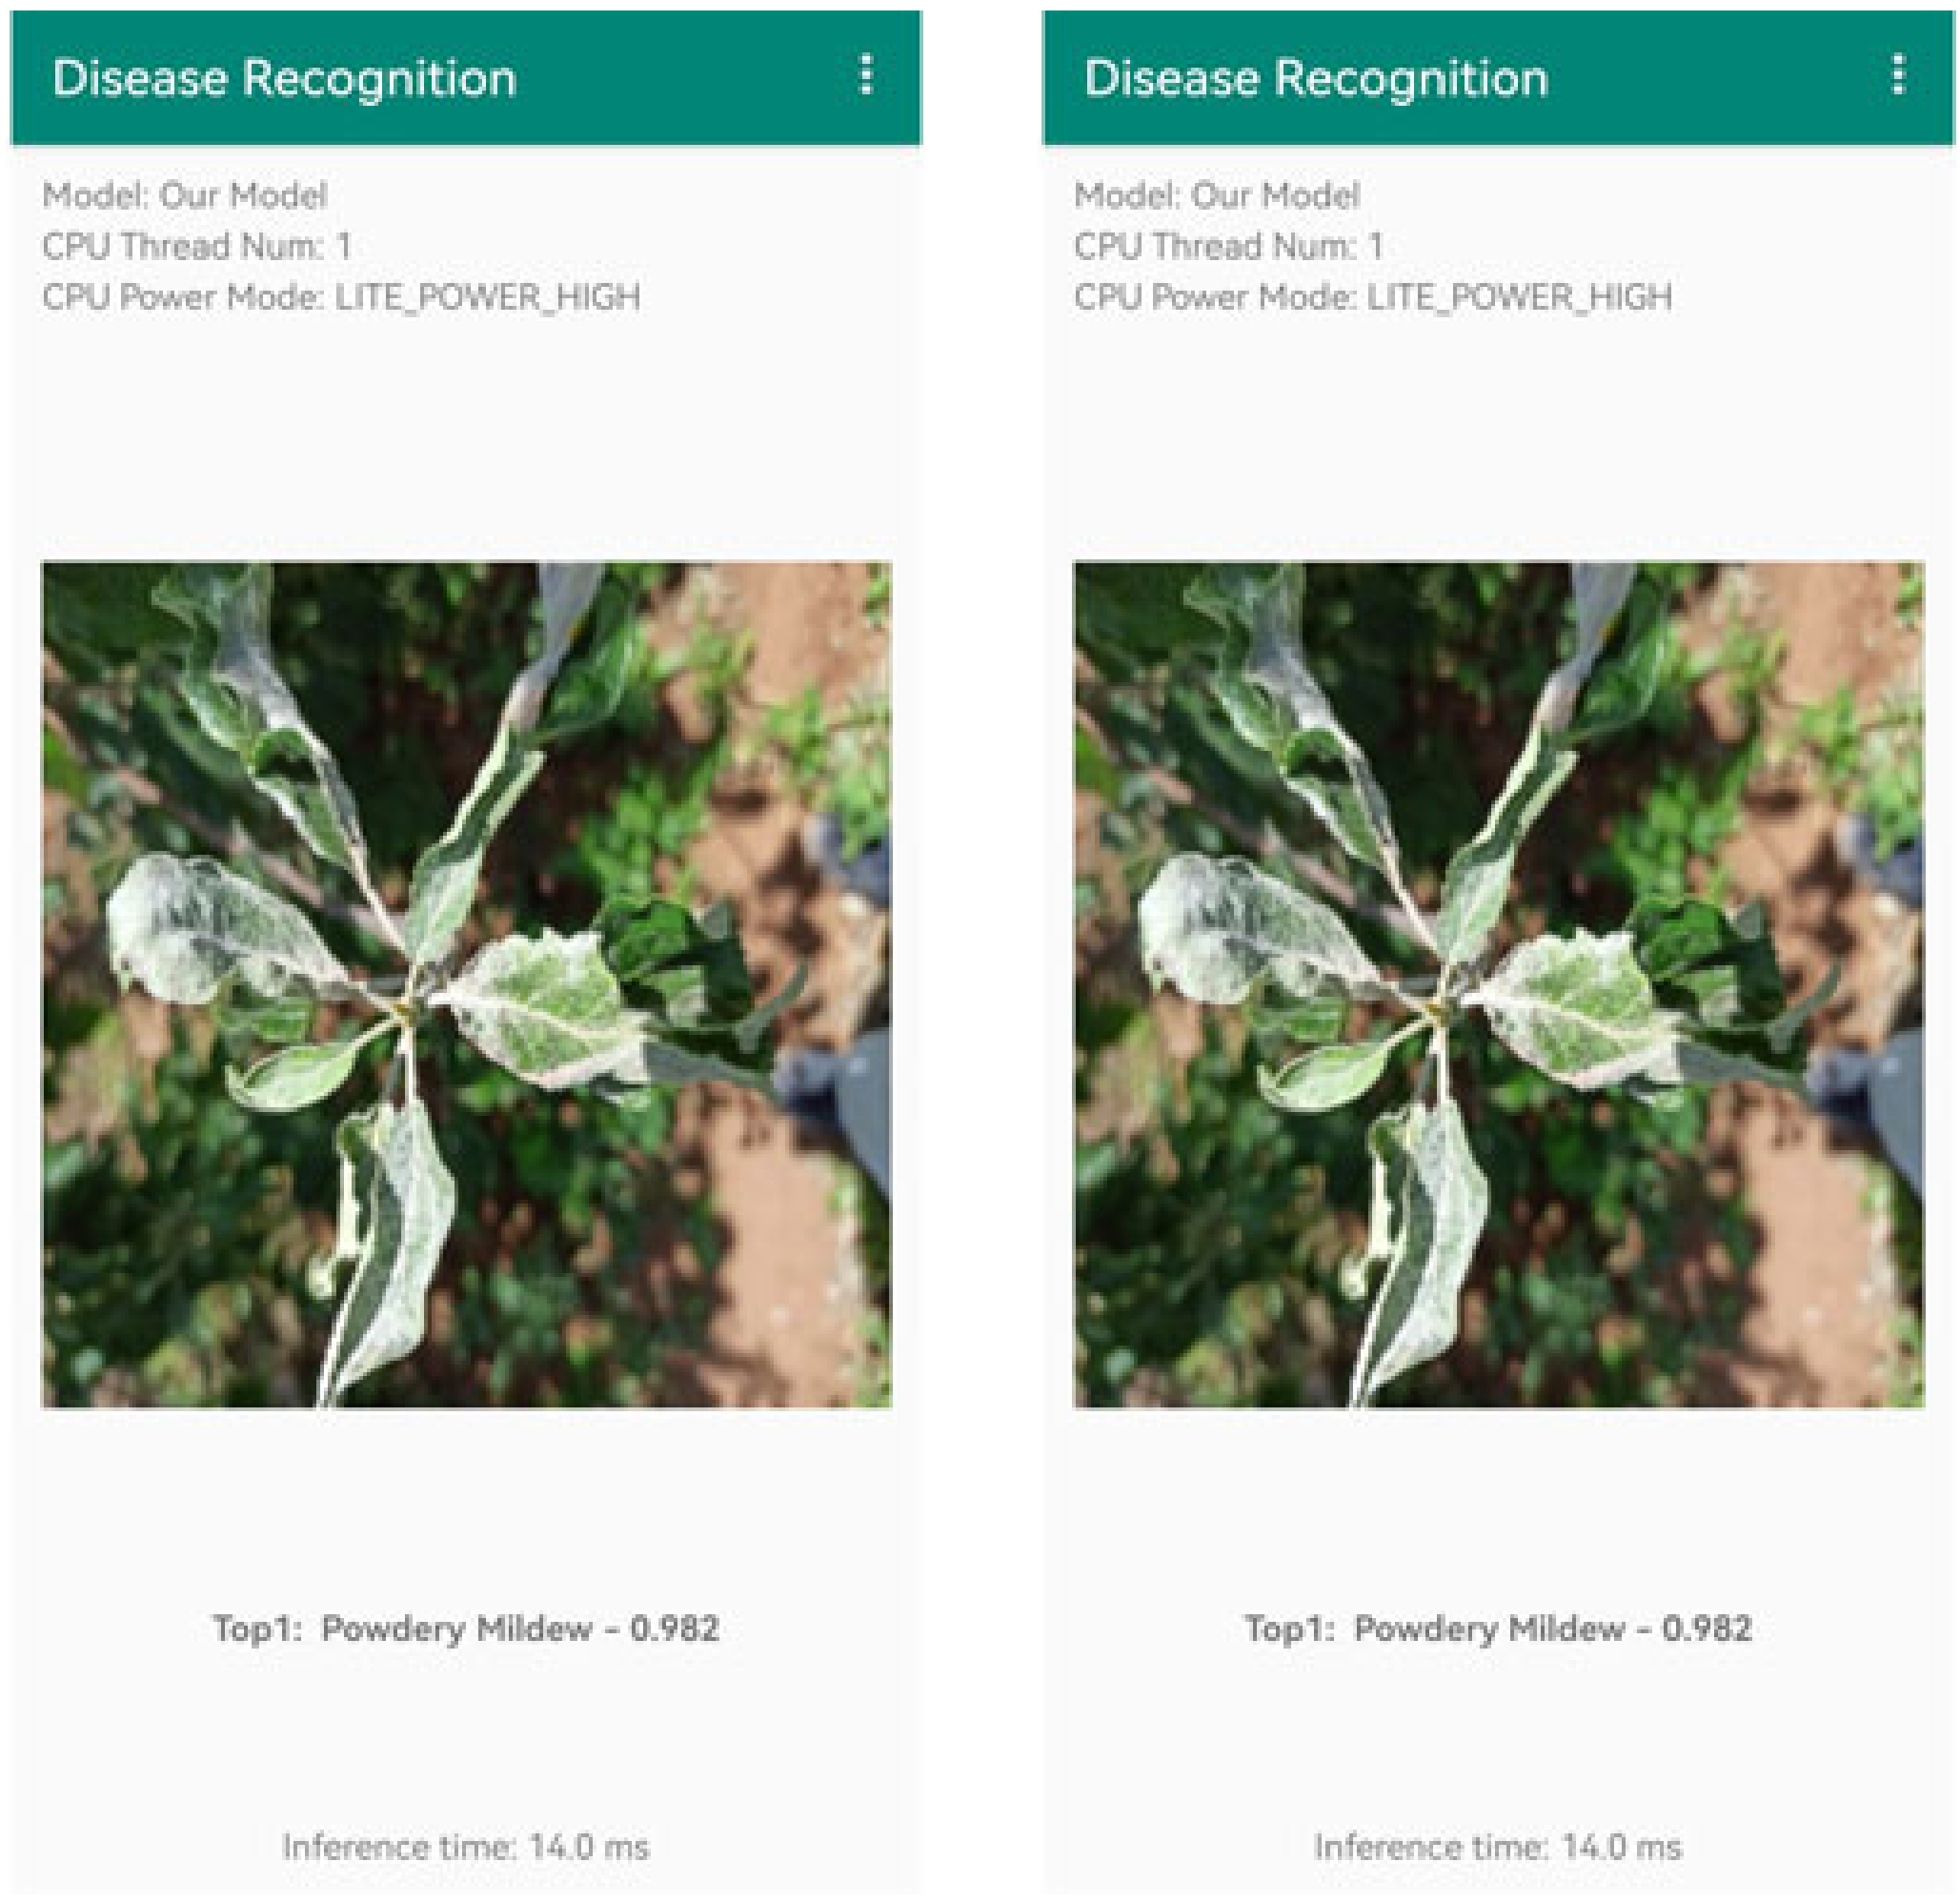 Disease Recognition
Model: Our Model
CPU Thread Num: 1
CPU Power Mode: LITE_POWER_HIGH
Top1: Powdery Mildew - 0.982
Inference time: 14.0 ms
Disease Recognition
Model: Our Model
CPU Thread Num: 1
CPU Power Mode: LITE_POWER_HIGH
Top1: Powdery Mildew - 0.982
Inference time: 14.0 ms